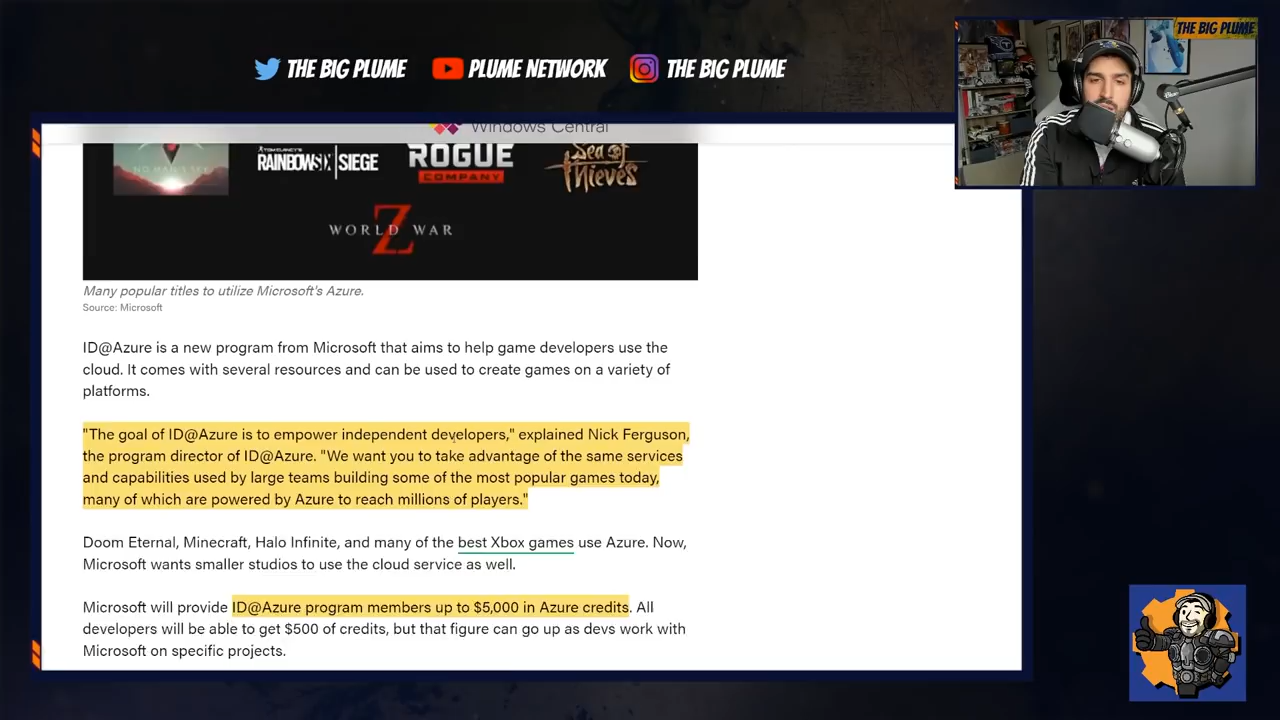 THE BIG PLUME
THE BIG PLUME
PLUME NETWORK
THE BIG PLUME
Windows Central
TOM CLANCY'S
RAINBOW SIX | SIEGE
ROGUE
COMPANY
Sea of
Thieves
WORLD WAR
Z
Many popular titles to utilize Microsoft's Azure.
Source: Microsoft
ID@Azure is a new program from Microsoft that aims to help game developers use the
cloud. It comes with several resources and can be used to create games on a variety of
platforms.
"The goal of ID@Azure is to empower independent developers," explained Nick Ferguson,
the program director of ID@Azure. "We want you to take advantage of the same services
and capabilities used by large teams building some of the most popular games today,
many of which are powered by Azure to reach millions of players."
Doom Eternal, Minecraft, Halo Infinite, and many of the best Xbox games use Azure. Now,
Microsoft wants smaller studios to use the cloud service as well.
Microsoft will provide ID@Azure program members up to $5,000 in Azure credits. All
developers will be able to get $500 of credits, but that figure can go up as devs work with
Microsoft on specific projects.